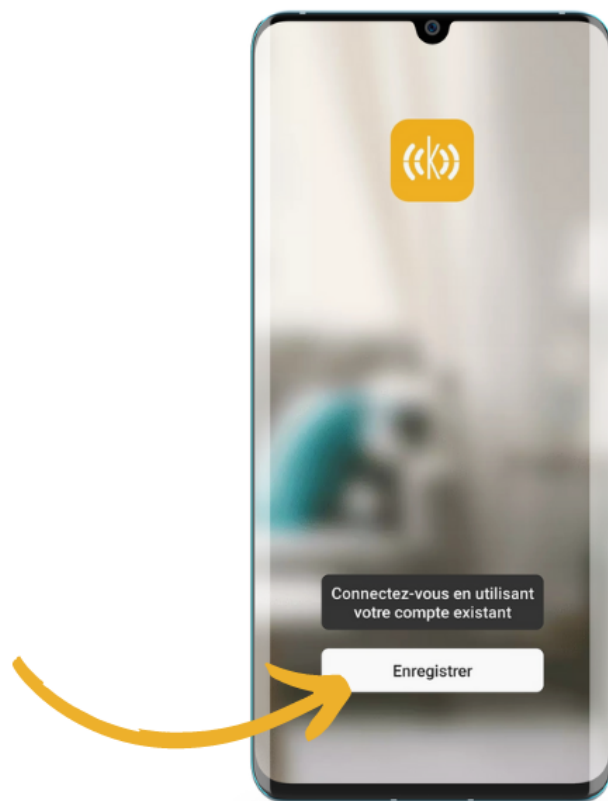 k
Connectez-vous en utilisant
votre compte existant
Enregistrer